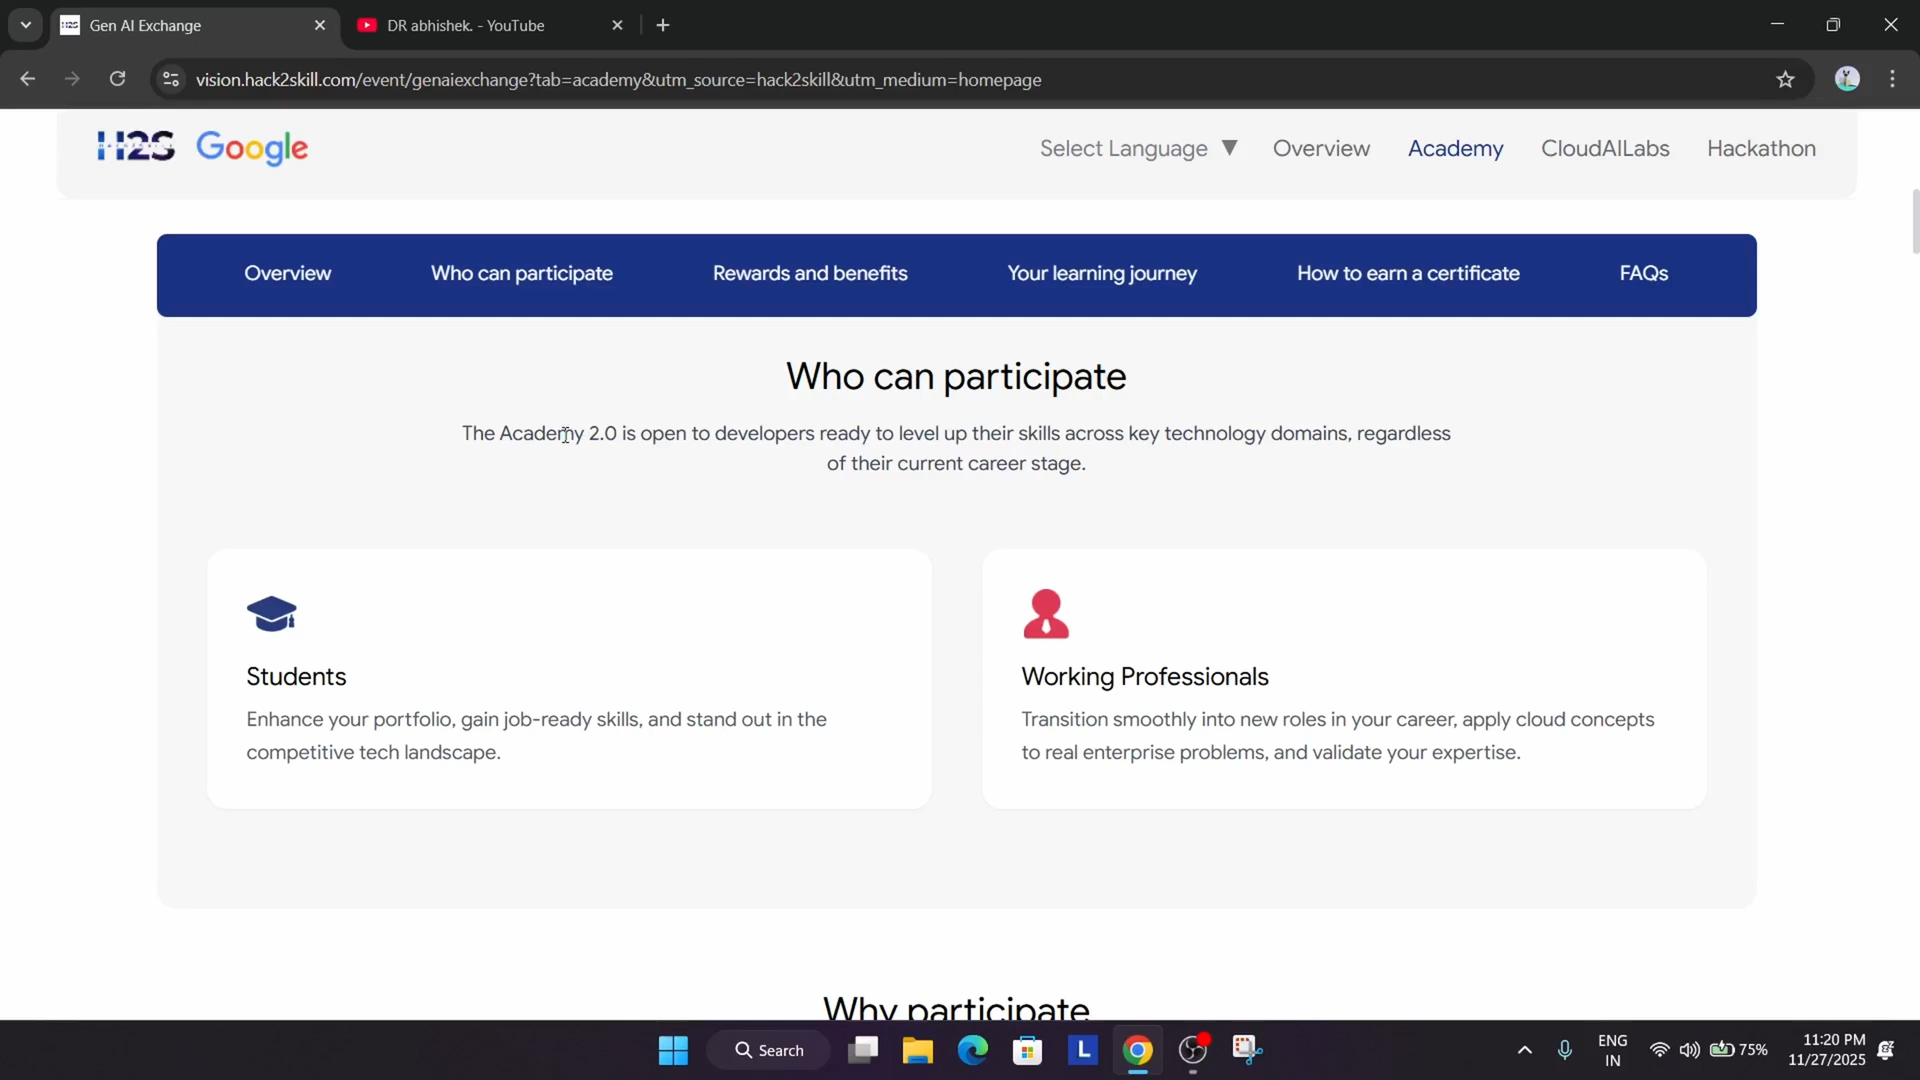 Gen AI Exchange
DR abhishek. - YouTube
vision.hack2skill.com/event/genaiexchange?tab=academy&utm_source=hack2skill&utm_medium=homepage
H2S Google
Select Language ▼ Overview Academy CloudAILabs Hackathon
Overview Who can participate Rewards and benefits Your learning journey How to earn a certificate FAQs
Who can participate
The Academy 2.0 is open to developers ready to level up their skills across key technology domains, regardless
of their current career stage.
Students
Enhance your portfolio, gain job-ready skills, and stand out in the
competitive tech landscape.
Working Professionals
Transition smoothly into new roles in your career, apply cloud concepts
to real enterprise problems, and validate your expertise.
Why participate
Search
L
ENG
IN
75%
11:20 PM
11/27/2025